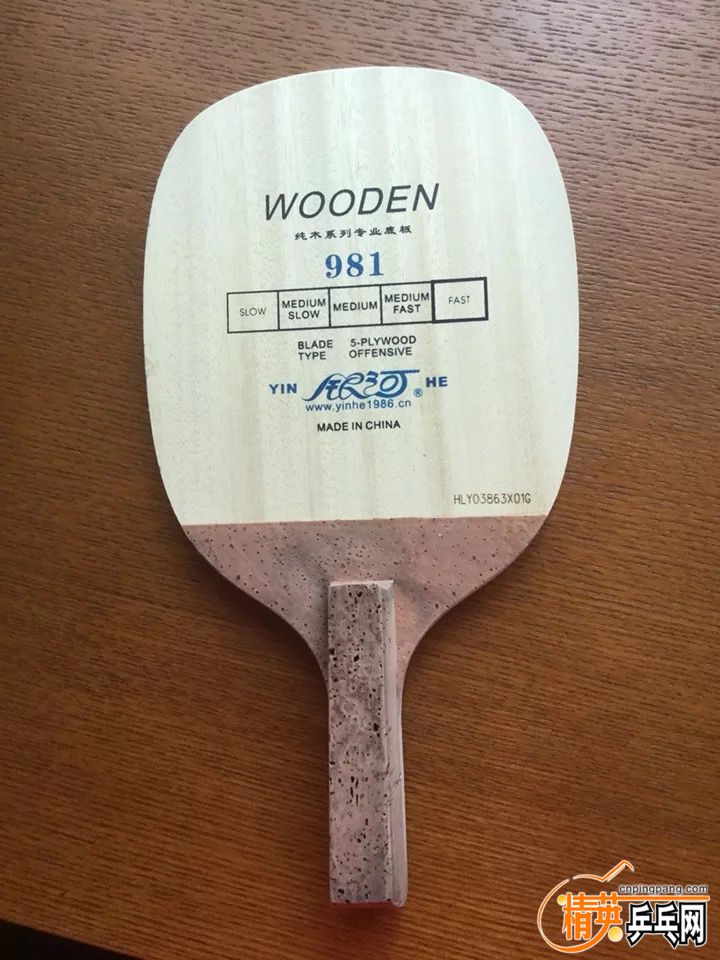 WOODEN
纯木系列专业底板
981
SLOW MEDIUM SLOW MEDIUM MEDIUM FAST FAST
BLADE 5-PLYWOOD
TYPE OFFENSIVE
YIN 银河® HE
www.yinhe1986.cn
MADE IN CHINA
HLY03863X01G
cnpingpang.com
精英乒乓网